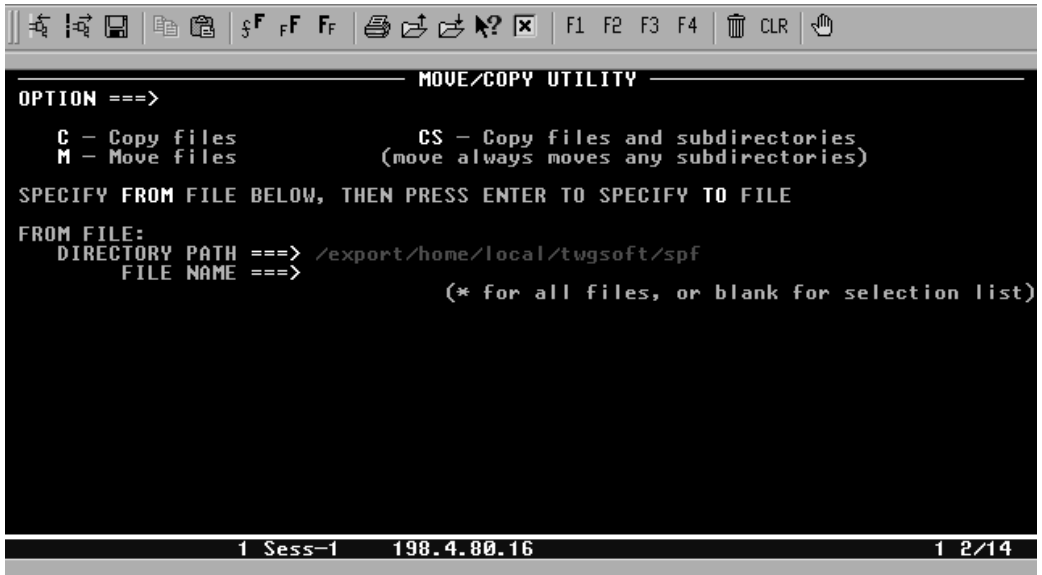 F F F F1 F2 F3 F4 CLR
MOVE/COPY UTILITY
OPTION ===>
C – Copy files CS – Copy files and subdirectories
M – Move files (move always moves any subdirectories)
SPECIFY FROM FILE BELOW, THEN PRESS ENTER TO SPECIFY TO FILE
FROM FILE:
DIRECTORY PATH ===> /export/home/local/twgsoft/spf
FILE NAME ===>
(* for all files, or blank for selection list)
1 Sess-1 198.4.80.16 1 2/14